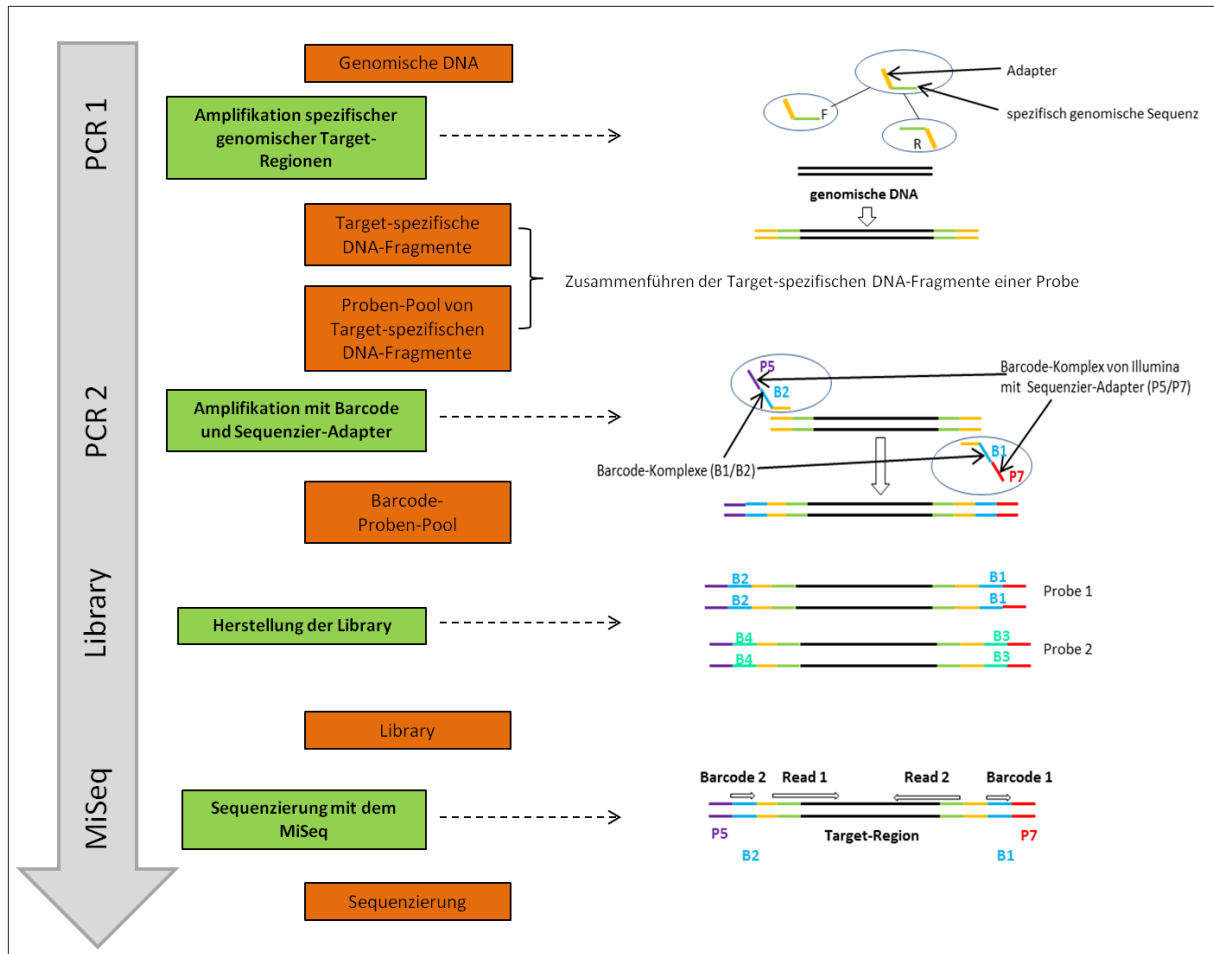 PCR 1
Genomische DNA
Amplifikation spezifischer
genomischer Target-
Regionen
Adapter
spezifisch genomische Sequenz
F
R
genomische DNA
Target-spezifische
DNA-Fragmente
Zusammenführen der Target-spezifischen DNA-Fragmente einer Probe
Proben-Pool von
Target-spezifischen
DNA-Fragmente
PCR 2
Amplifikation mit Barcode
und Sequenzier-Adapter
P5
B2
Barcode-Komplex von Illumina
mit Sequenzier-Adapter (P5/P7)
Barcode-Komplexe (B1/B2)
B1
P7
Barcode-
Proben-Pool
Library
Herstellung der Library
B2
B1
B2
B1
Probe 1
B4
B3
B4
B3
Probe 2
Library
MiSeq
Sequenzierung mit dem
MiSeq
Barcode 2
Read 1
Read 2
Barcode 1
P5
Target-Region
P7
B2
B1
Sequenzierung